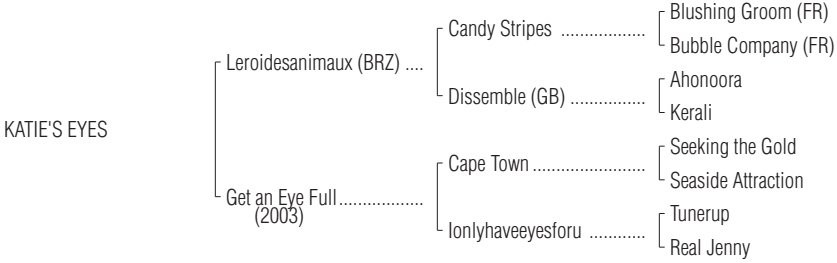 Blushing Groom (FR)
Candy Stripes ..................
Bubble Company (FR)
Leroidesanimaux (BRZ) ....
Ahonoora
Dissemble (GB) ................
Kerali
KATIE'S EYES
Seeking the Gold
Cape Town ........................
Seaside Attraction
Get an Eye Full..................
(2003)
Tunerup
Ionlyhaveeyesforu ............
Real Jenny